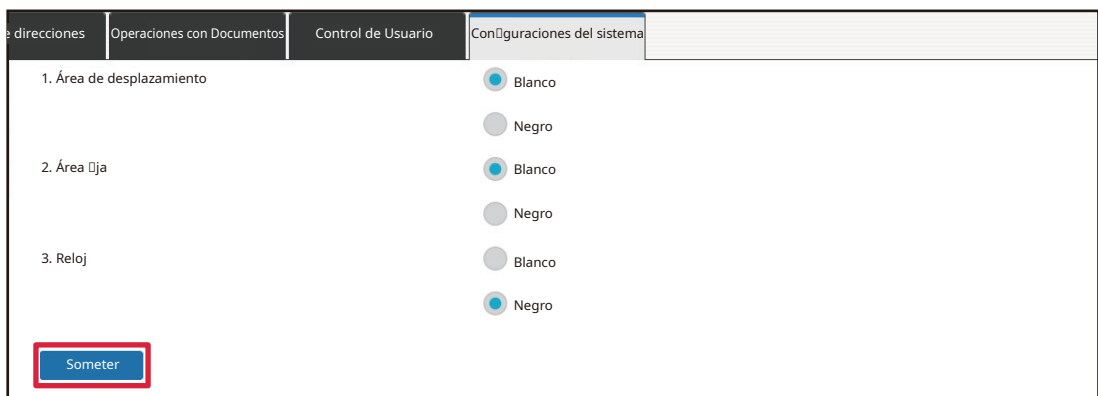 e direcciones Operaciones con Documentos Control de Usuario Con▯guraciones del sistema
1. Área de desplazamiento Blanco
Negro
2. Área ▯ja Blanco
Negro
3. Reloj Blanco
Negro
Someter